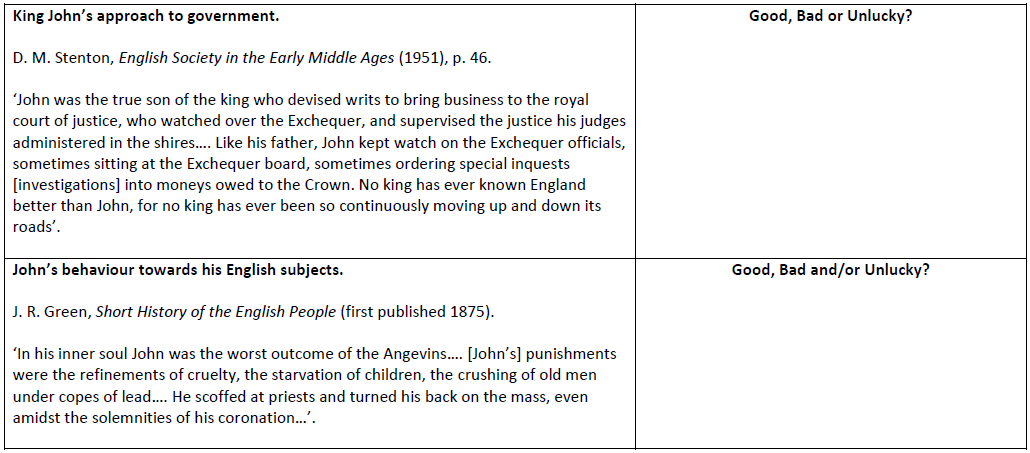 King John’s approach to government.
Good, Bad or Unlucky?
D. M. Stenton, English Society in the Early Middle Ages (1951), p. 46.
‘John was the true son of the king who devised writs to bring business to the royal
court of justice, who watched over the Exchequer, and supervised the justice his judges
administered in the shires…. Like his father, John kept watch on the Exchequer officials,
sometimes sitting at the Exchequer board, sometimes ordering special inquests
[investigations] into moneys owed to the Crown. No king has ever known England
better than John, for no king has ever been so continuously moving up and down its
roads’.
John’s behaviour towards his English subjects.
Good, Bad and/or Unlucky?
J. R. Green, Short History of the English People (first published 1875).
‘In his inner soul John was the worst outcome of the Angevins…. [John’s] punishments
were the refinements of cruelty, the starvation of children, the crushing of old men
under copes of lead…. He scoffed at priests and turned his back on the mass, even
amidst the solemnities of his coronation…’.